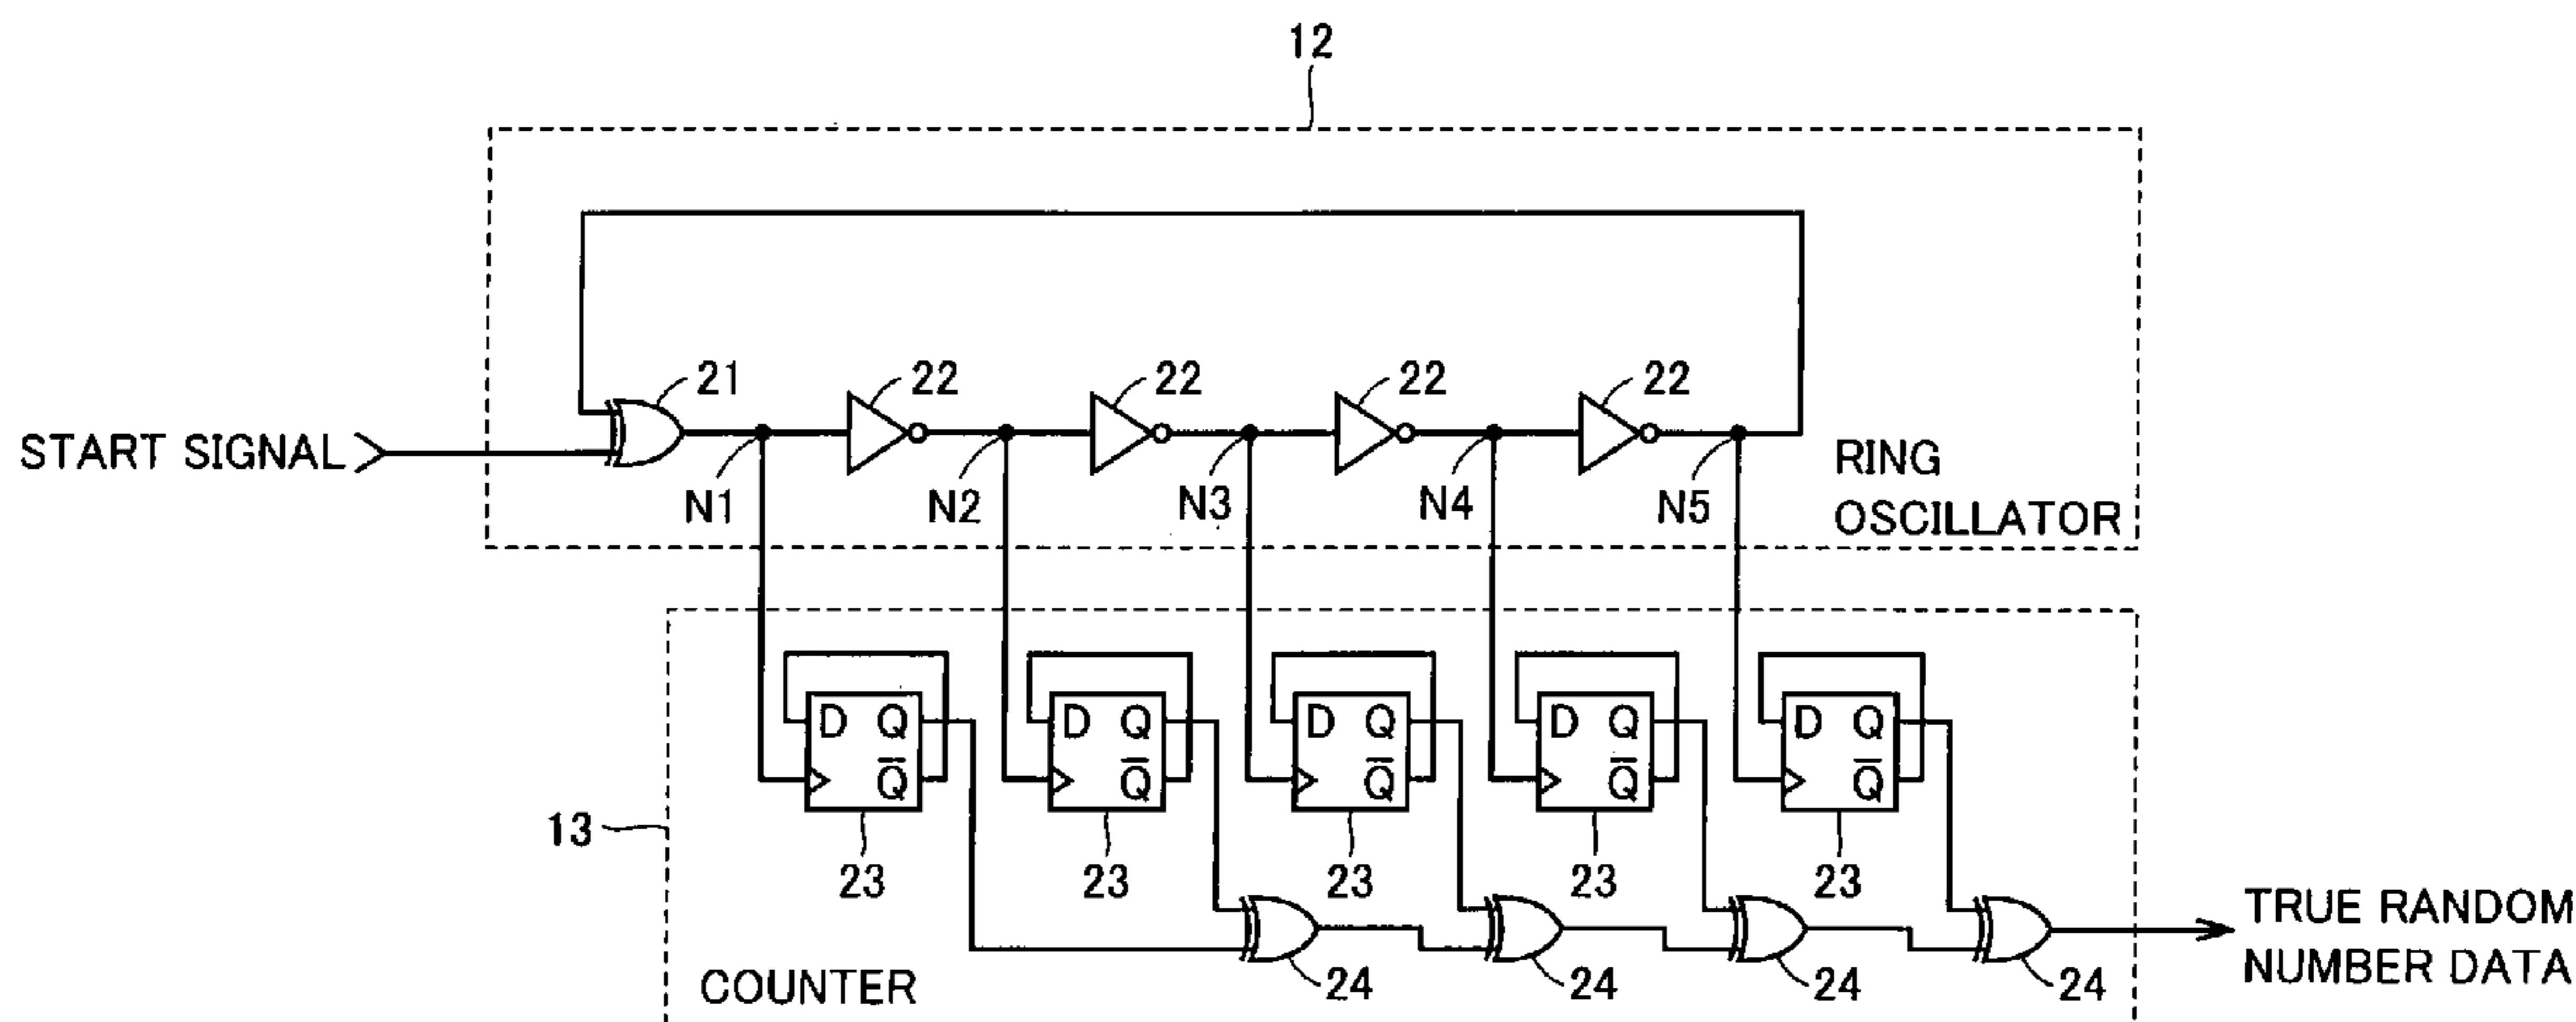 12
21
22
22
22
22
START SIGNAL
N1
N2
N3
N4
N5
RING
OSCILLATOR
D Q
Q̅
D Q
Q̅
D Q
Q̅
D Q
Q̅
D Q
Q̅
13
23
23
23
23
23
24
24
24
24
COUNTER
TRUE RANDOM
NUMBER DATA